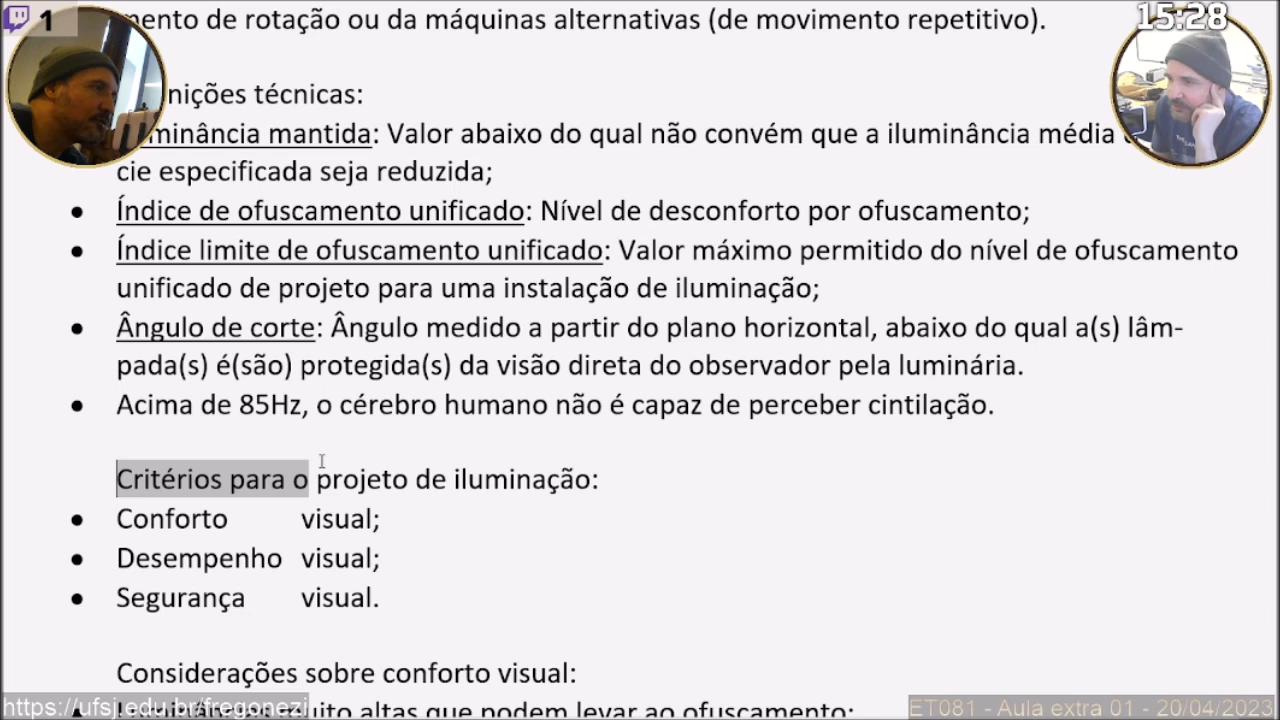 1
15:28
mento de rotação ou da máquinas alternativas (de movimento repetitivo).
nições técnicas:
minância mantida: Valor abaixo do qual não convém que a iluminância média
cie especificada seja reduzida;
• Índice de ofuscamento unificado: Nível de desconforto por ofuscamento;
• Índice limite de ofuscamento unificado: Valor máximo permitido do nível de ofuscamento
unificado de projeto para uma instalação de iluminação;
• Ângulo de corte: Ângulo medido a partir do plano horizontal, abaixo do qual a(s) lâm-
pada(s) é(são) protegida(s) da visão direta do observador pela luminária.
• Acima de 85Hz, o cérebro humano não é capaz de perceber cintilação.
Critérios para o projeto de iluminação:
• Conforto visual;
• Desempenho visual;
• Segurança visual.
Considerações sobre conforto visual:
• muito altas que podem levar ao ofuscamento;
https://ufsj.edu.br/fregonezi
ET081 - Aula extra 01 - 20/04/2023